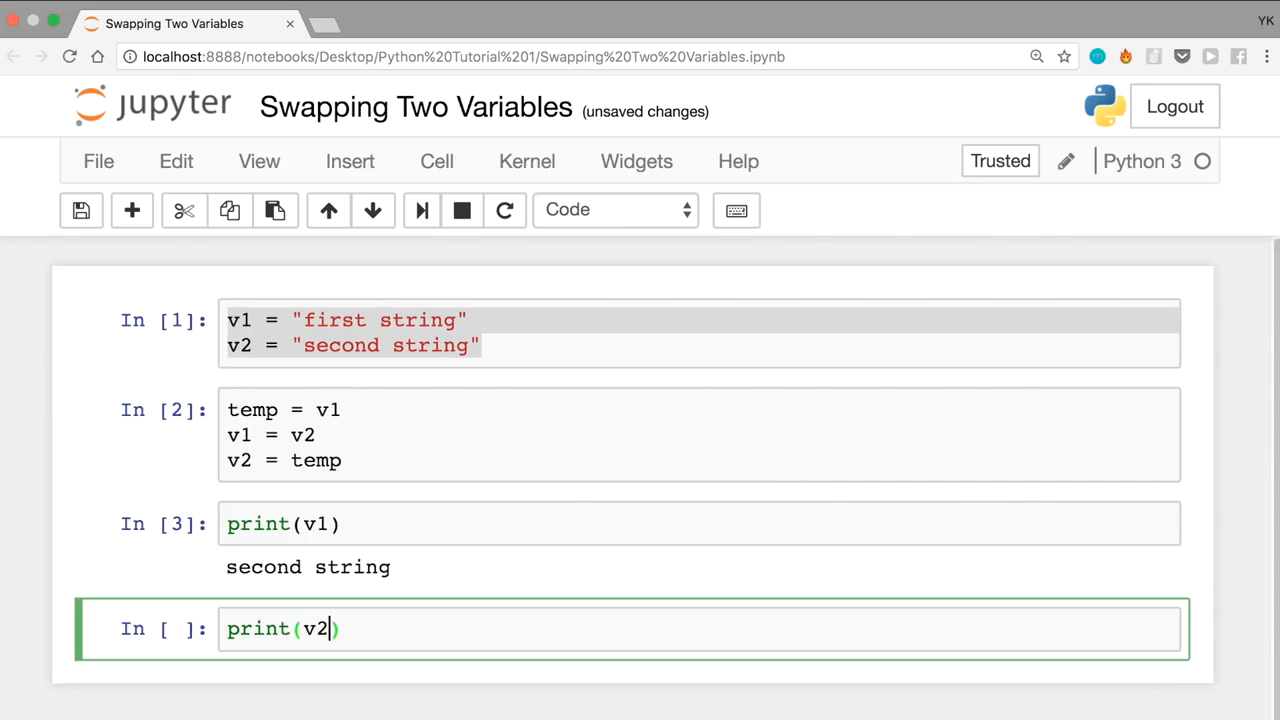 Swapping Two Variables
YK
localhost:8888/notebooks/Desktop/Python%20Tutorial%201/Swapping%20Two%20Variables.ipynb
jupyter Swapping Two Variables (unsaved changes) Logout
File Edit View Insert Cell Kernel Widgets Help Trusted Python 3
Code
In [1]: v1 = "first string"
v2 = "second string"
In [2]: temp = v1
v1 = v2
v2 = temp
In [3]: print(v1)
second string
In [ ]: print(v2)